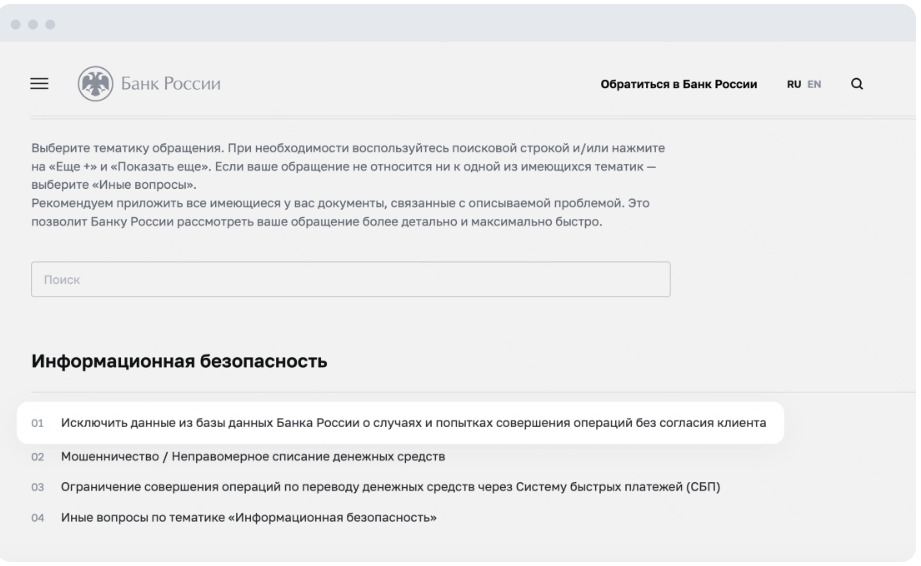 Банк России
Обратиться в Банк России
RU EN
Выберите тематику обращения. При необходимости воспользуйтесь поисковой строкой и/или нажмите
на «Еще +» и «Показать еще». Если ваше обращение не относится ни к одной из имеющихся тематик —
выберите «Иные вопросы».
Рекомендуем приложить все имеющиеся у вас документы, связанные с описываемой проблемой. Это
позволит Банку России рассмотреть ваше обращение более детально и максимально быстро.
Поиск
Информационная безопасность
01 Исключить данные из базы данных Банка России о случаях и попытках совершения операций без согласия клиента
02 Мошенничество / Неправомерное списание денежных средств
03 Ограничение совершения операций по переводу денежных средств через Систему быстрых платежей (СБП)
04 Иные вопросы по тематике «Информационная безопасность»